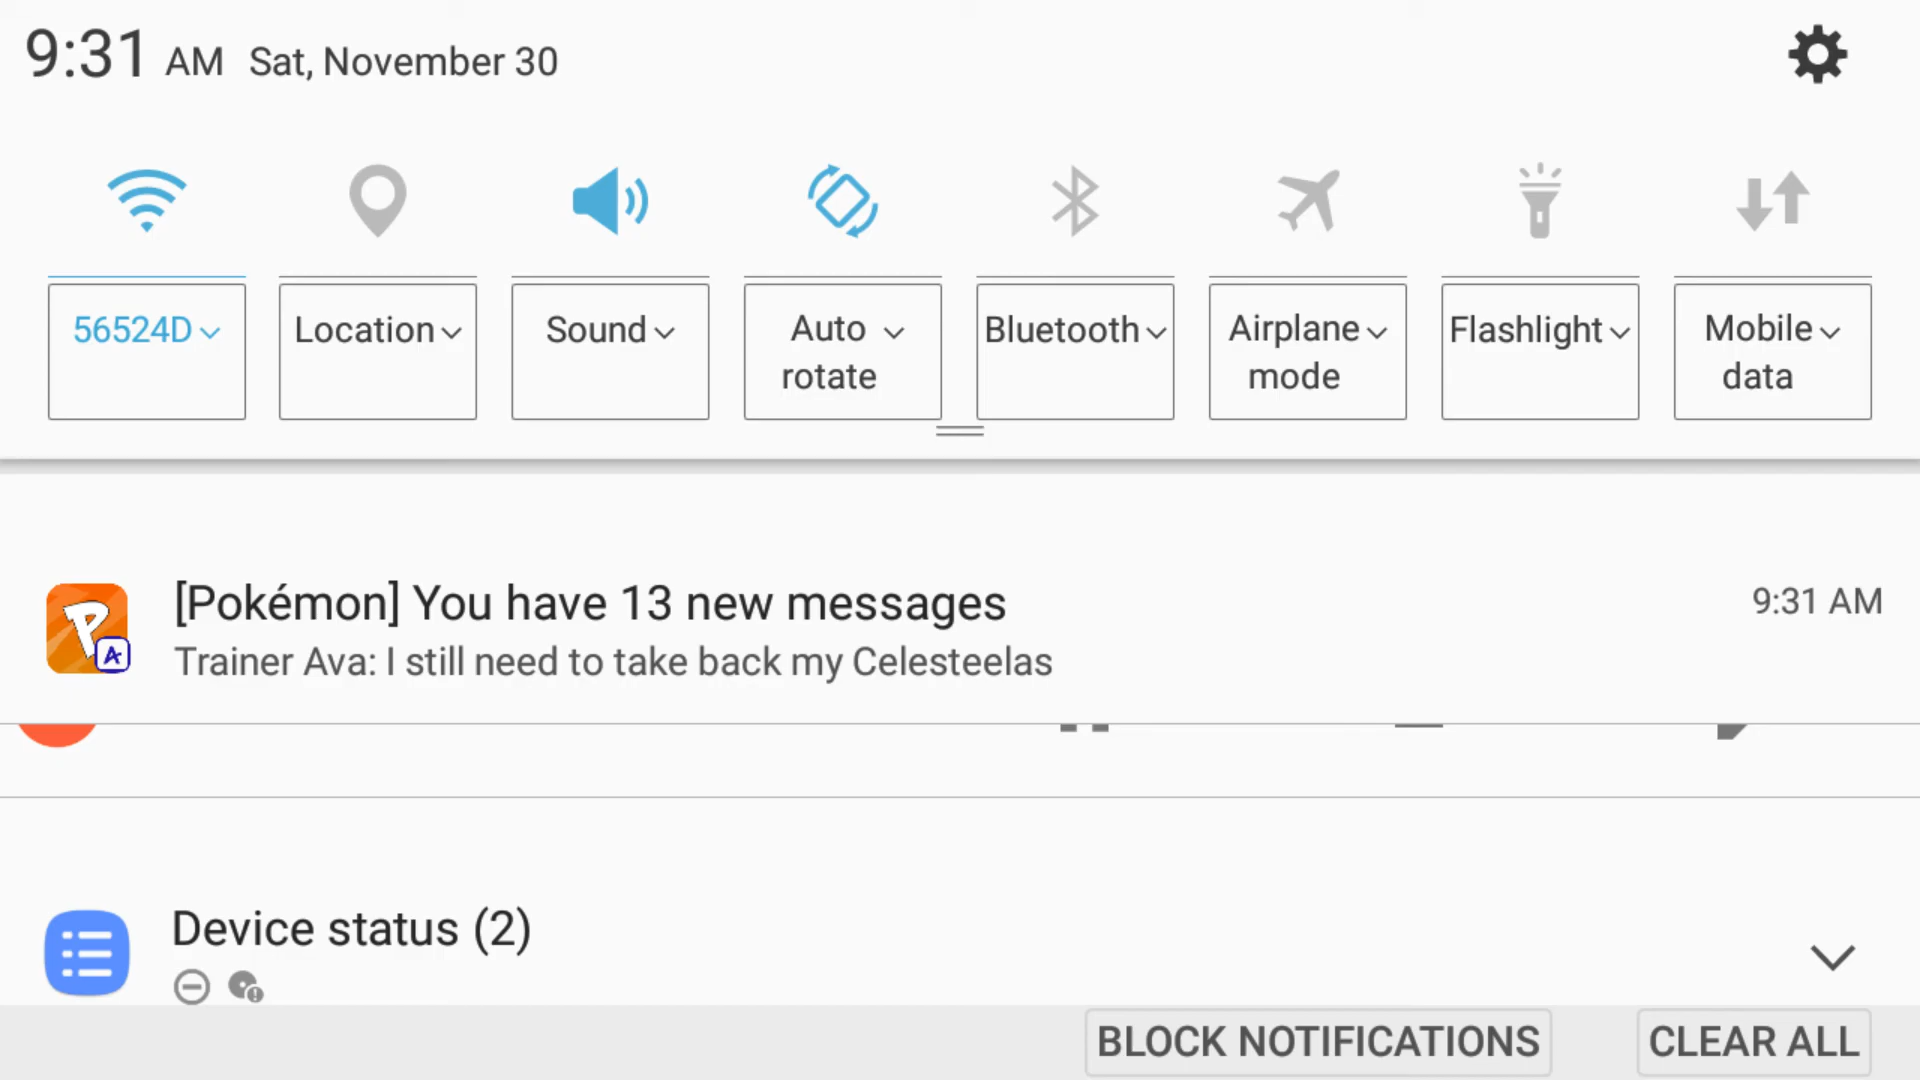 9:31 AM Sat, November 30
56524D
Location
Sound
Auto
rotate
Bluetooth
Airplane
mode
Flashlight
Mobile
data
[Pokémon] You have 13 new messages
9:31 AM
Trainer Ava: I still need to take back my Celesteelas
Device status (2)
BLOCK NOTIFICATIONS
CLEAR ALL